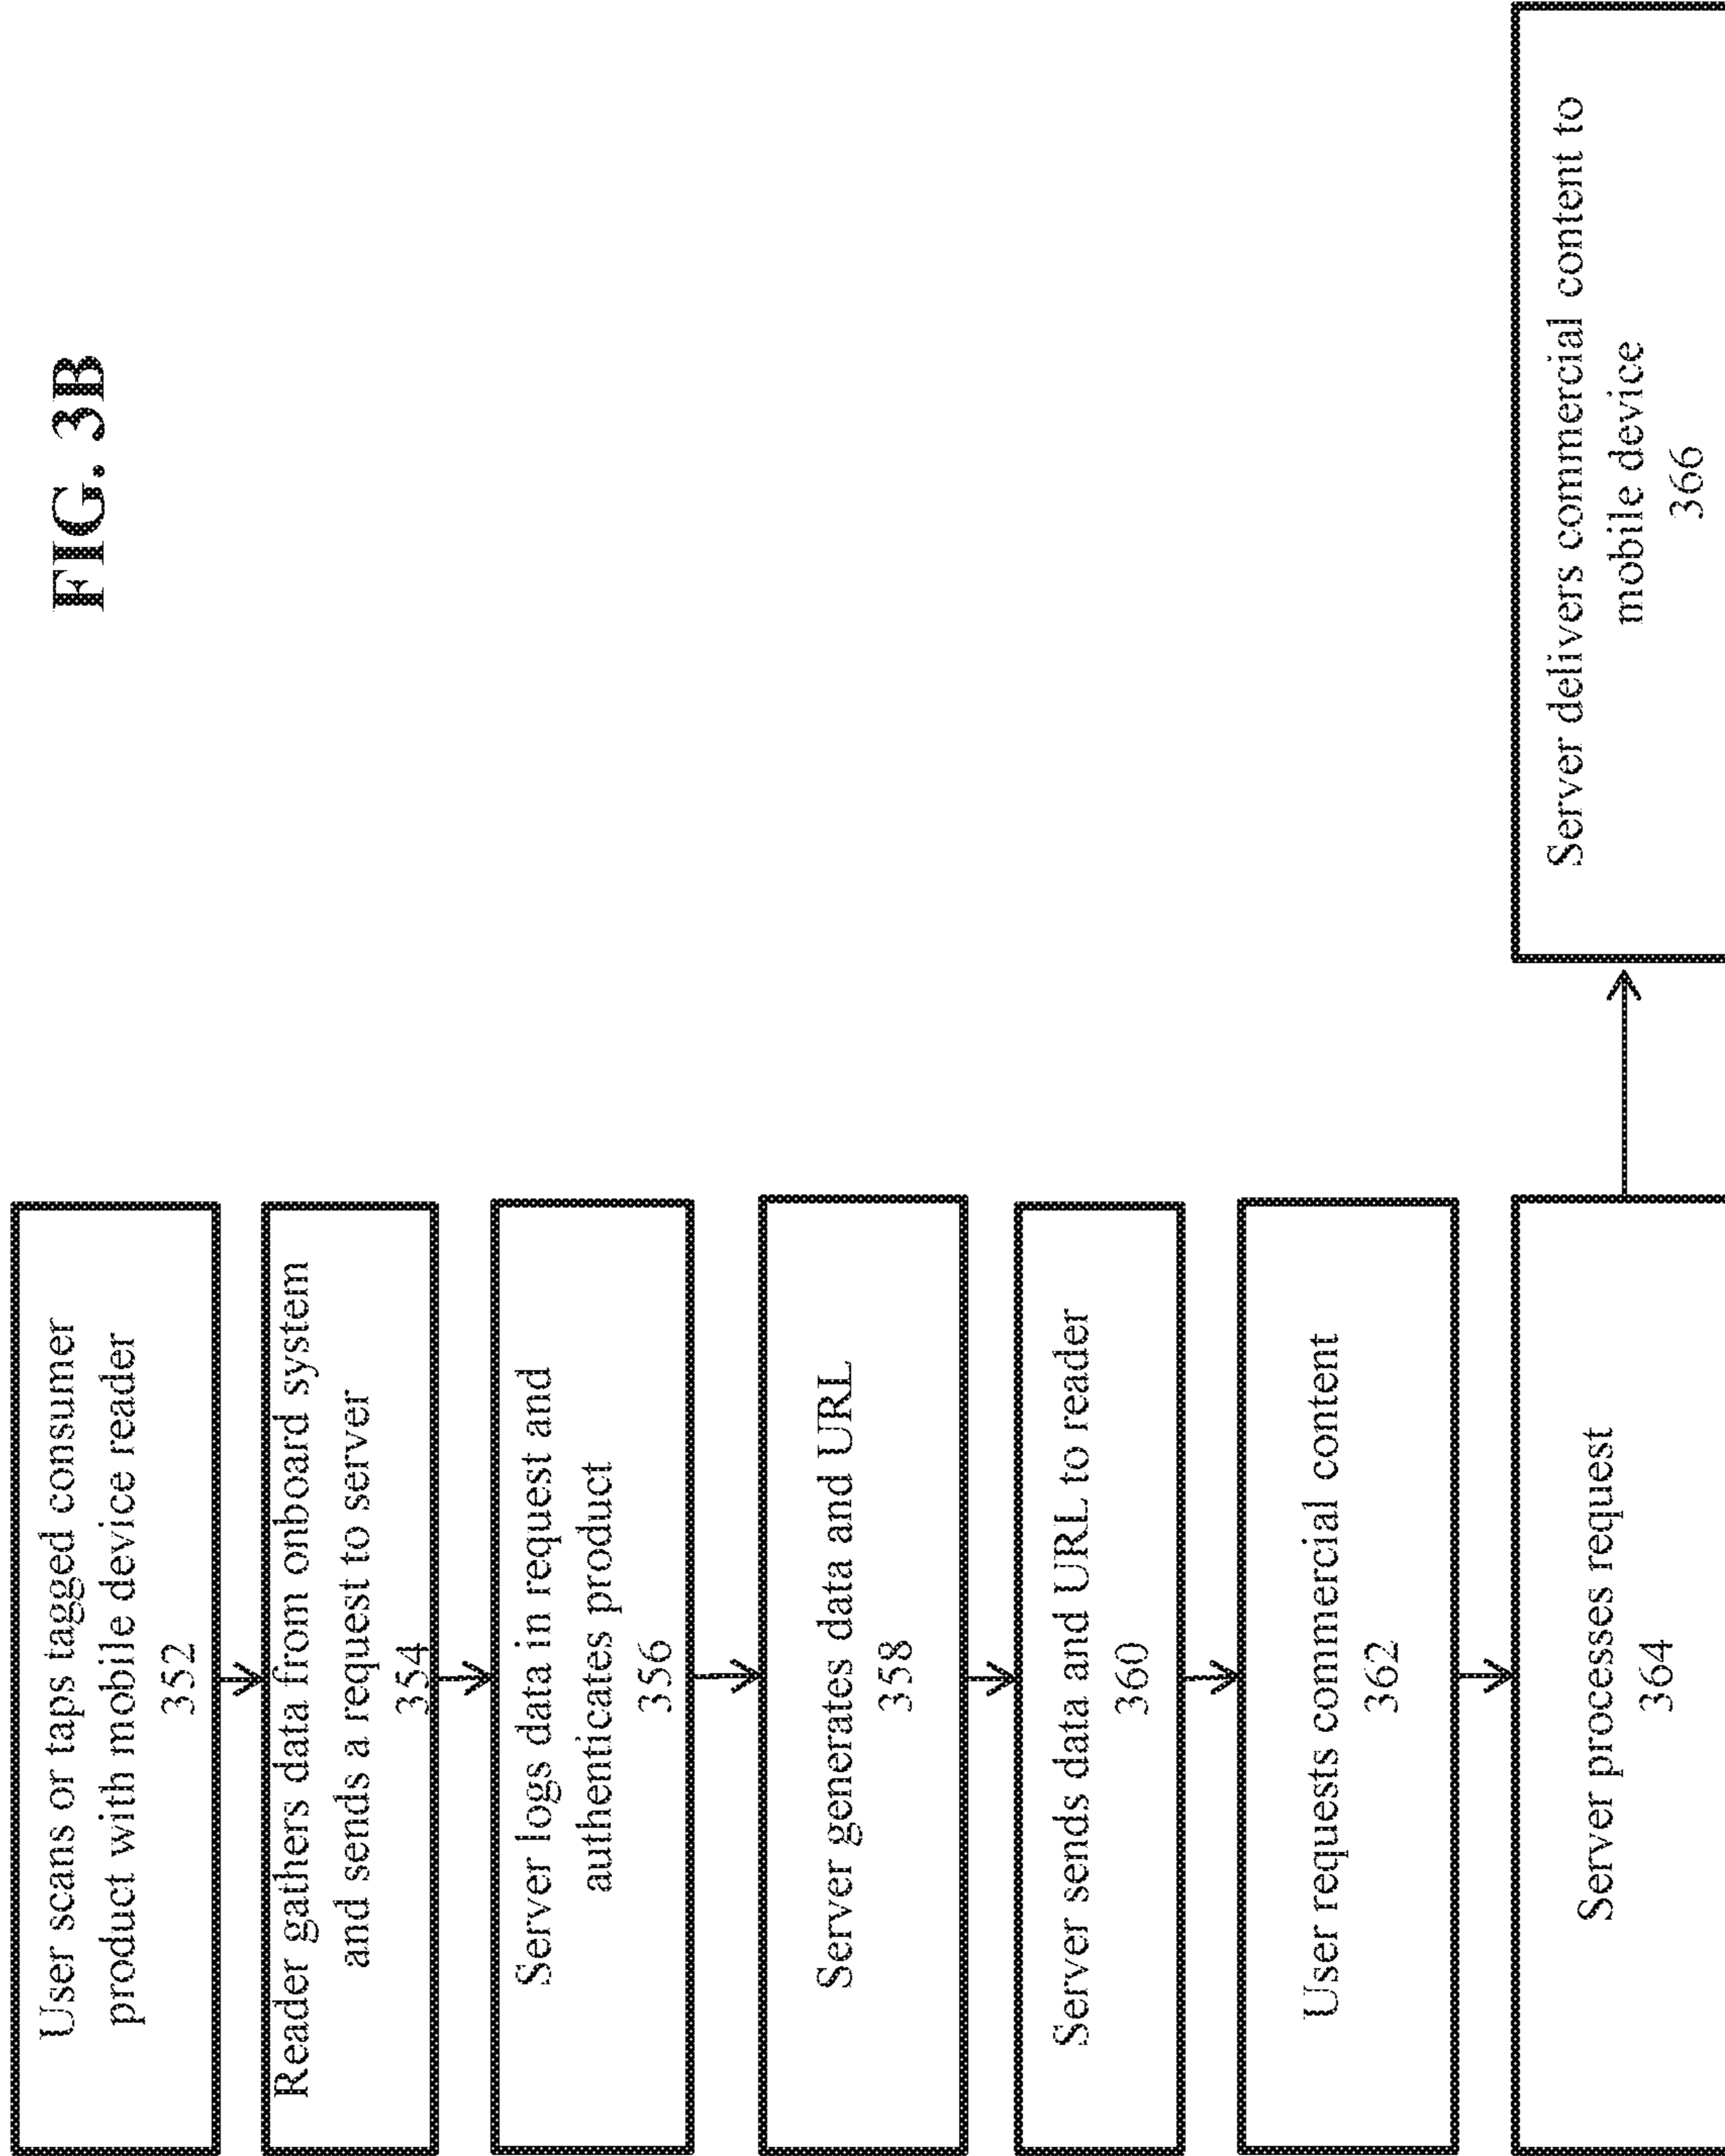 FIG. 3B
User scans or taps tagged consumer
product with mobile device reader
352
Reader gathers data from onboard system
and sends a request to server
354
Server logs data in request and
authenticates product
356
Server generates data and URL
358
Server sends data and URL to reader
360
User requests commercial content
362
Server processes request
364
Server delivers commercial content to
mobile device
366